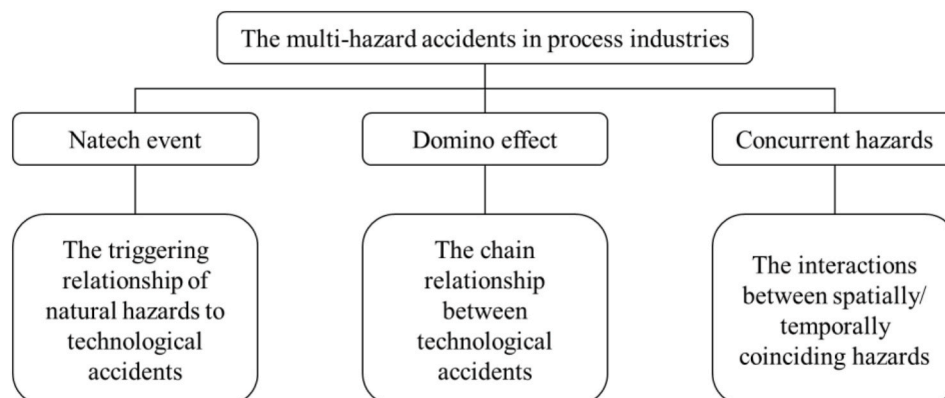 The multi-hazard accidents in process industries
Natech event
Domino effect
Concurrent hazards
The triggering
relationship of
natural hazards to
technological
accidents
The chain
relationship
between
technological
accidents
The interactions
between spatially/
temporally
coinciding hazards